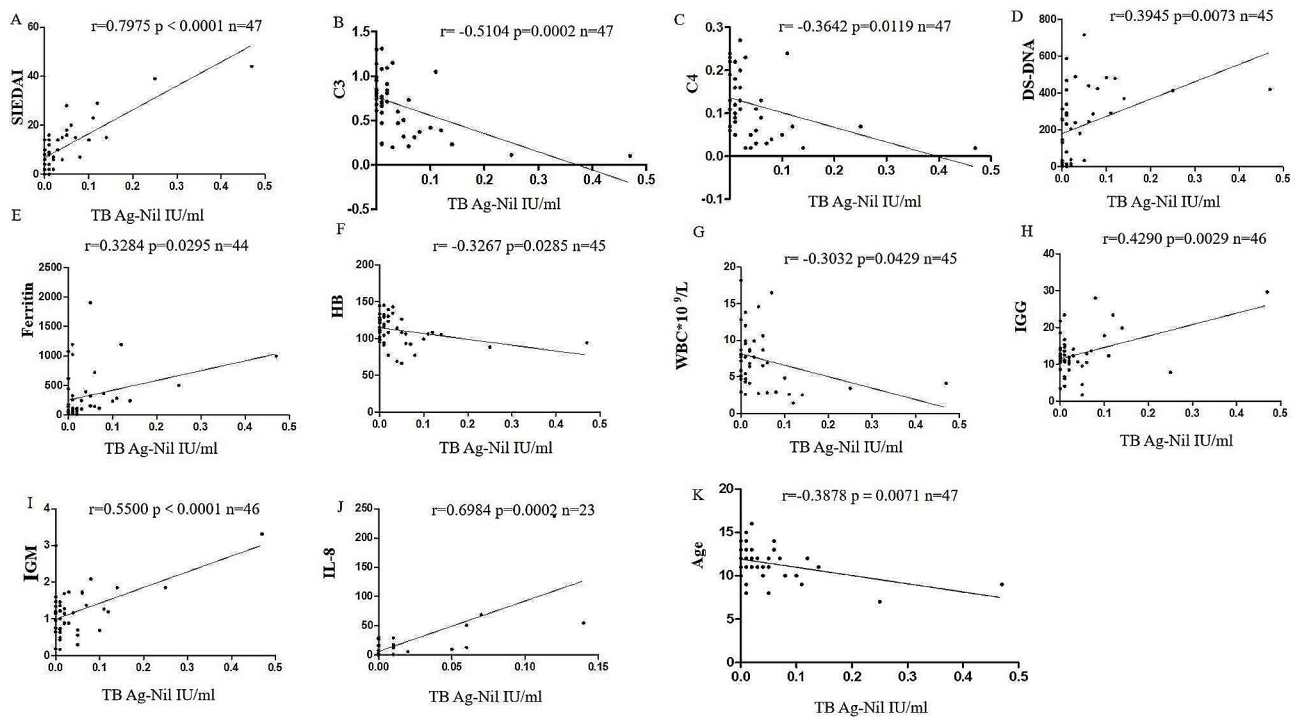 A
r=0.7975 p < 0.0001 n=47
SlEDAI
60
40
20
0
0.0 0.1 0.2 0.3 0.4 0.5
TB Ag-Nil IU/ml
B
r= -0.5104 p=0.0002 n=47
C3
1.5
1.0
0.5
0.0
-0.5
0.1 0.2 0.3 0.4 0.5
TB Ag-Nil IU/ml
C
r= -0.3642 p=0.0119 n=47
C4
0.4
0.3
0.2
0.1
0.0
-0.1
0.1 0.2 0.3 0.4 0.5
TB Ag-Nil IU/ml
D
r=0.3945 p=0.0073 n=45
DS-DNA
800
600
400
200
0
0.0 0.1 0.2 0.3 0.4 0.5
TB Ag-Nil IU/ml
E
r=0.3284 p=0.0295 n=44
Ferritin
2500
2000
1500
1000
500
0
0.0 0.1 0.2 0.3 0.4 0.5
TB Ag-Nil IU/ml
F
r= -0.3267 p=0.0285 n=45
HB
200
150
100
50
0
0.0 0.1 0.2 0.3 0.4 0.5
TB Ag-Nil IU/ml
G
r= -0.3032 p=0.0429 n=45
WBC*10 9/L
20
15
10
5
0
0.0 0.1 0.2 0.3 0.4 0.5
TB Ag-Nil IU/ml
H
r=0.4290 p=0.0029 n=46
IGG
40
30
20
10
0
0.0 0.1 0.2 0.3 0.4 0.5
TB Ag-Nil IU/ml
I
r=0.5500 p < 0.0001 n=46
IGM
4
3
2
1
0
0.0 0.1 0.2 0.3 0.4 0.5
TB Ag-Nil IU/ml
J
r=0.6984 p=0.0002 n=23
IL-8
250
200
150
100
50
0
0.00 0.05 0.10 0.15
TB Ag-Nil IU/ml
K
r=-0.3878 p = 0.0071 n=47
Age
20
15
10
5
0
0.0 0.1 0.2 0.3 0.4 0.5
TB Ag-Nil IU/ml